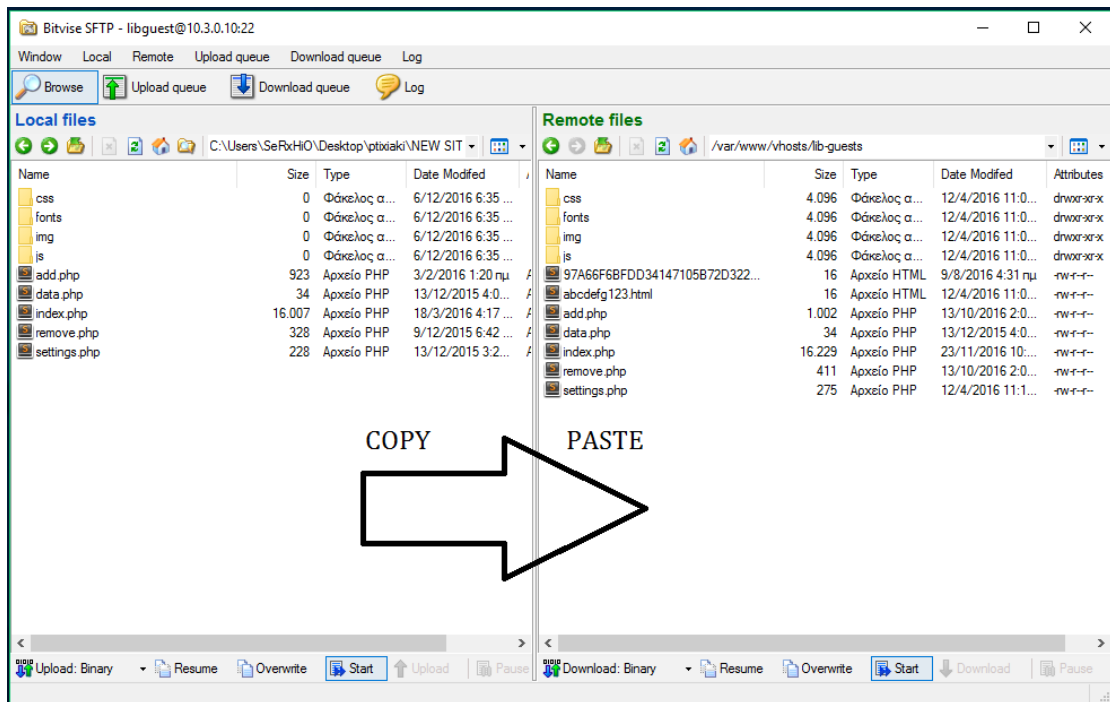 Bitvise SFTP - libguest@10.3.0.10:22
Window Local Remote Upload queue Download queue Log
Browse Upload queue Download queue Log
Local files
C:\Users\SeRxHiO\Desktop\ptixiaki\NEW SIT
Name Size Type Date Modifed
css 0 Φάκελος α... 6/12/2016 6:35 ...
fonts 0 Φάκελος α... 6/12/2016 6:35 ...
img 0 Φάκελος α... 6/12/2016 6:35 ...
js 0 Φάκελος α... 6/12/2016 6:35 ...
add.php 923 Αρχείο PHP 3/2/2016 1:20 πμ
data.php 34 Αρχείο PHP 13/12/2015 4:0...
index.php 16.007 Αρχείο PHP 18/3/2016 4:17 ...
remove.php 328 Αρχείο PHP 9/12/2015 6:42 ...
settings.php 228 Αρχείο PHP 13/12/2015 3:2...
Remote files
/var/www/vhosts/lib-guests
Name Size Type Date Modifed Attributes
css 4.096 Φάκελος α... 12/4/2016 11:0... drwxr-xr-x
fonts 4.096 Φάκελος α... 12/4/2016 11:0... drwxr-xr-x
img 4.096 Φάκελος α... 12/4/2016 11:0... drwxr-xr-x
js 4.096 Φάκελος α... 12/4/2016 11:0... drwxr-xr-x
97A66F6BFDD34147105B72D322... 16 Αρχείο HTML 9/8/2016 4:31 πμ -rw-r--r--
abcdefg123.html 16 Αρχείο HTML 12/4/2016 11:0... -rw-r--r--
add.php 1.002 Αρχείο PHP 13/10/2016 2:0... -rw-r--r--
data.php 34 Αρχείο PHP 13/12/2015 4:0... -rw-r--r--
index.php 16.229 Αρχείο PHP 23/11/2016 10:... -rw-r--r--
remove.php 411 Αρχείο PHP 13/10/2016 2:0... -rw-r--r--
settings.php 275 Αρχείο PHP 12/4/2016 11:1... -rw-r--r--
COPY PASTE
Upload: Binary Resume Overwrite Start Upload Pause
Download: Binary Resume Overwrite Start Download Pause